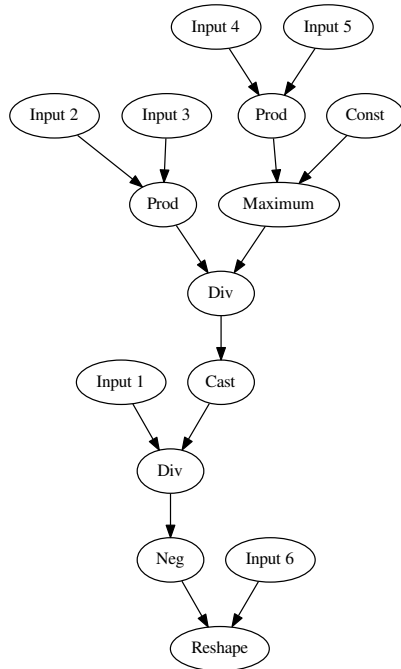 Input 4
Input 5
Input 2
Input 3
Prod
Const
Prod
Maximum
Div
Input 1
Cast
Div
Neg
Input 6
Reshape